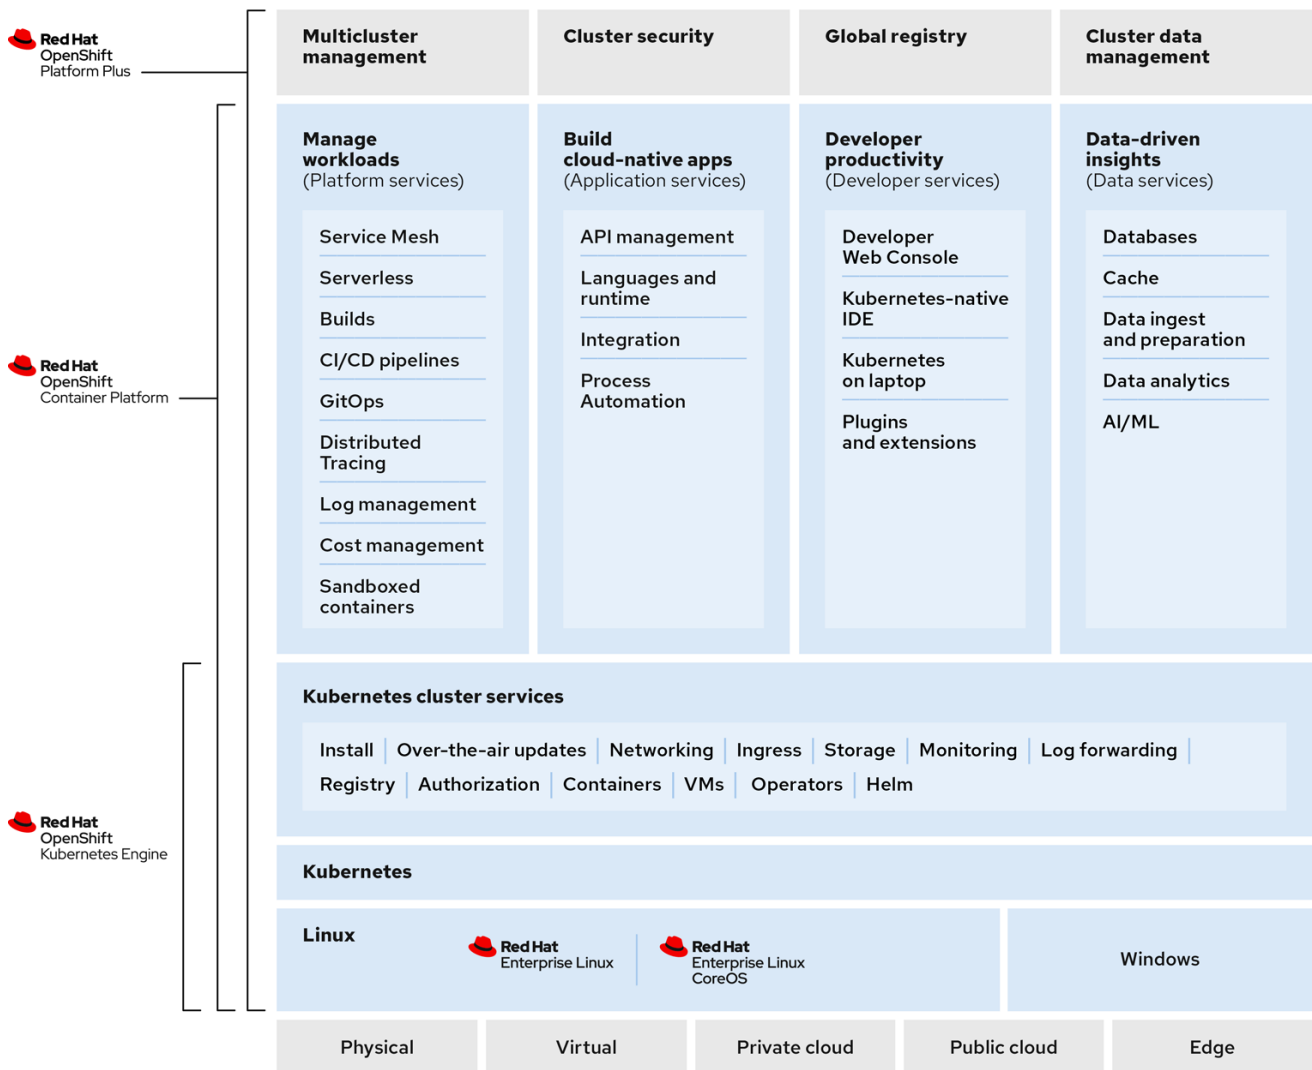 Red Hat
OpenShift
Platform Plus
Multicluster
management
Cluster security
Global registry
Cluster data
management
Red Hat
OpenShift
Container Platform
Manage
workloads
(Platform services)
Service Mesh
Serverless
Builds
CI/CD pipelines
GitOps
Distributed
Tracing
Log management
Cost management
Sandboxed
containers
Build
cloud-native apps
(Application services)
API management
Languages and
runtime
Integration
Process
Automation
Developer
productivity
(Developer services)
Developer
Web Console
Kubernetes-native
IDE
Kubernetes
on laptop
Plugins
and extensions
Data-driven
insights
(Data services)
Databases
Cache
Data ingest
and preparation
Data analytics
AI/ML
Red Hat
OpenShift
Kubernetes Engine
Kubernetes cluster services
Install | Over-the-air updates | Networking | Ingress | Storage | Monitoring | Log forwarding |
Registry | Authorization | Containers | VMs | Operators | Helm
Kubernetes
Linux
Red Hat
Enterprise Linux
Red Hat
Enterprise Linux
CoreOS
Windows
Physical
Virtual
Private cloud
Public cloud
Edge